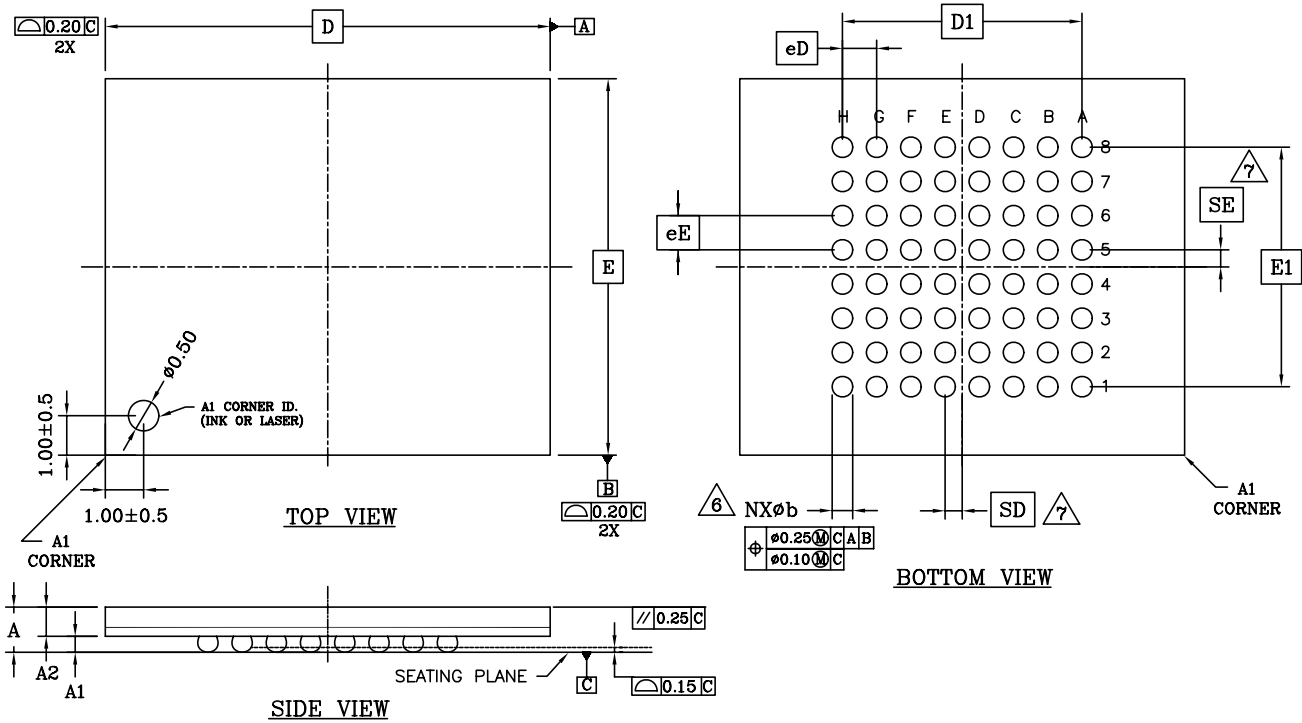 ⌓ 0.20 C
2X
D
A
E
ø0.50
A1 CORNER ID.
(INK OR LASER)
1.00±0.5
1.00±0.5
A1
CORNER
TOP VIEW
B
⌓ 0.20 C
2X
D1
eD
H G F E D C B A
8
7
6
5
4
3
2
1
eE
7
SE
E1
6 NXøb
⌖ ø0.25Ⓜ C A B
ø0.10Ⓜ C
SD 7
A1
CORNER
BOTTOM VIEW
A
A2
A1
// 0.25 C
SEATING PLANE
C
⌓ 0.15 C
SIDE VIEW